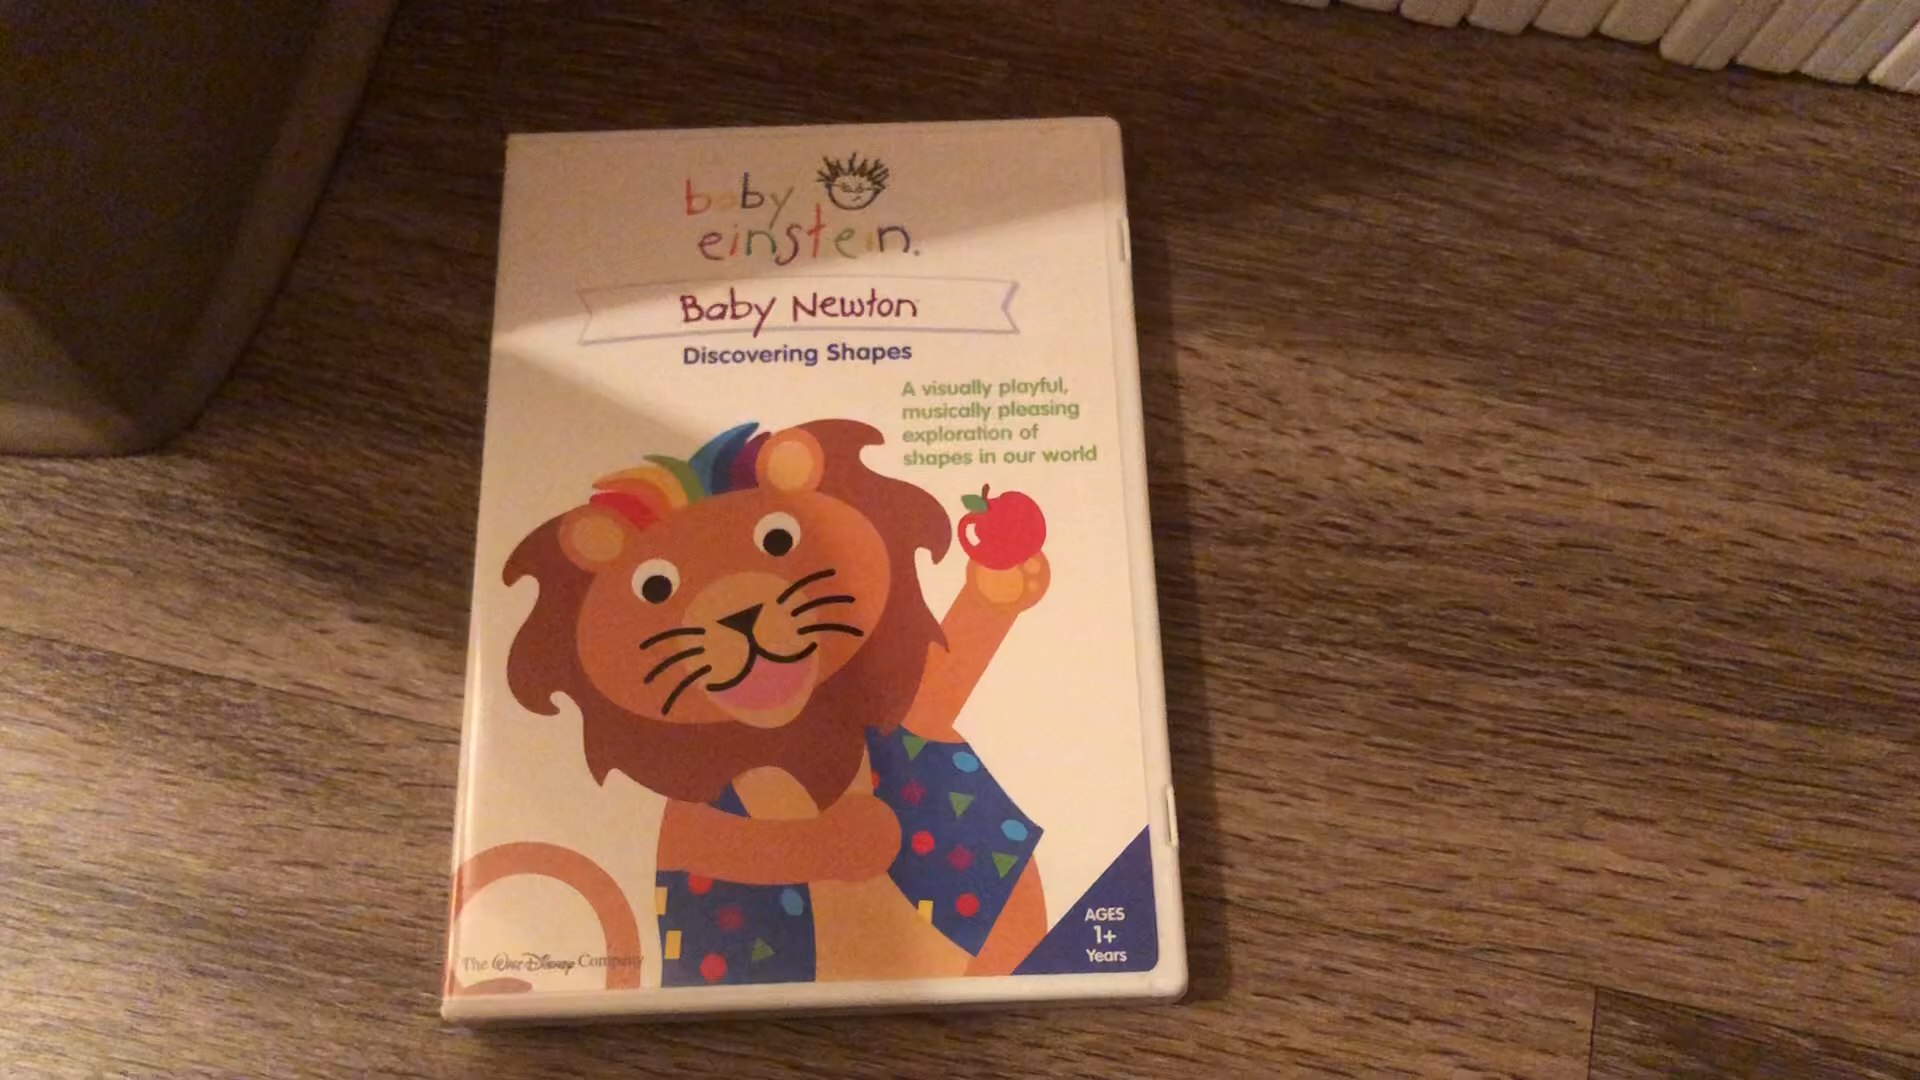 baby
einstein.
Baby Newton
Discovering Shapes
A visually playful,
musically pleasing
exploration of
shapes in our world
AGES
1+
Years
The Walt Disney Company